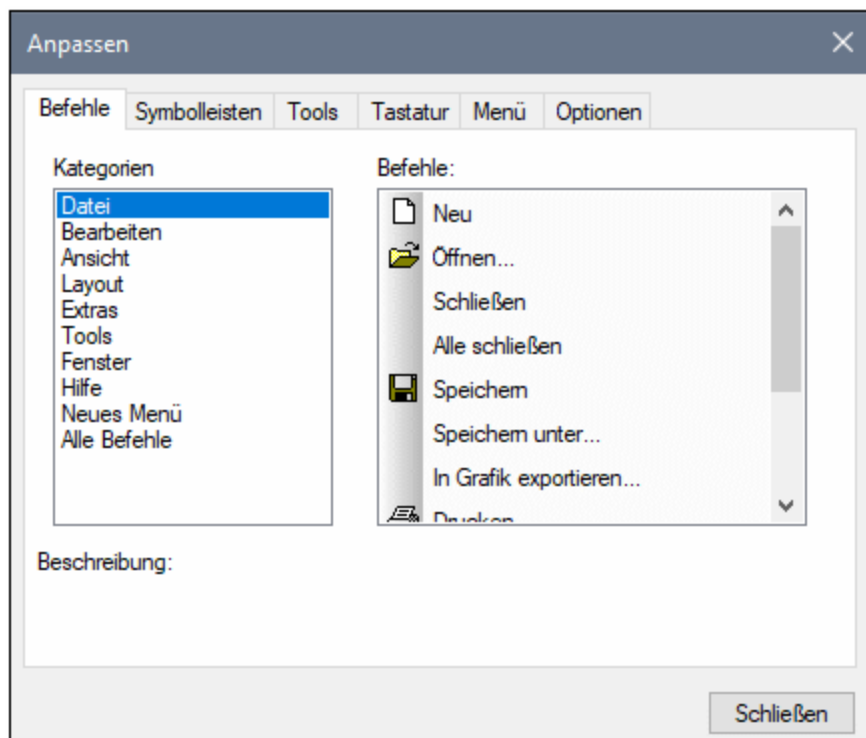 Anpassen
Befehle Symbolleisten Tools Tastatur Menü Optionen
Kategorien
Datei
Bearbeiten
Ansicht
Layout
Extras
Tools
Fenster
Hilfe
Neues Menü
Alle Befehle
Befehle:
Neu
Öffnen...
Schließen
Alle schließen
Speichern
Speichern unter...
In Grafik exportieren...
Drucken
Beschreibung:
Schließen